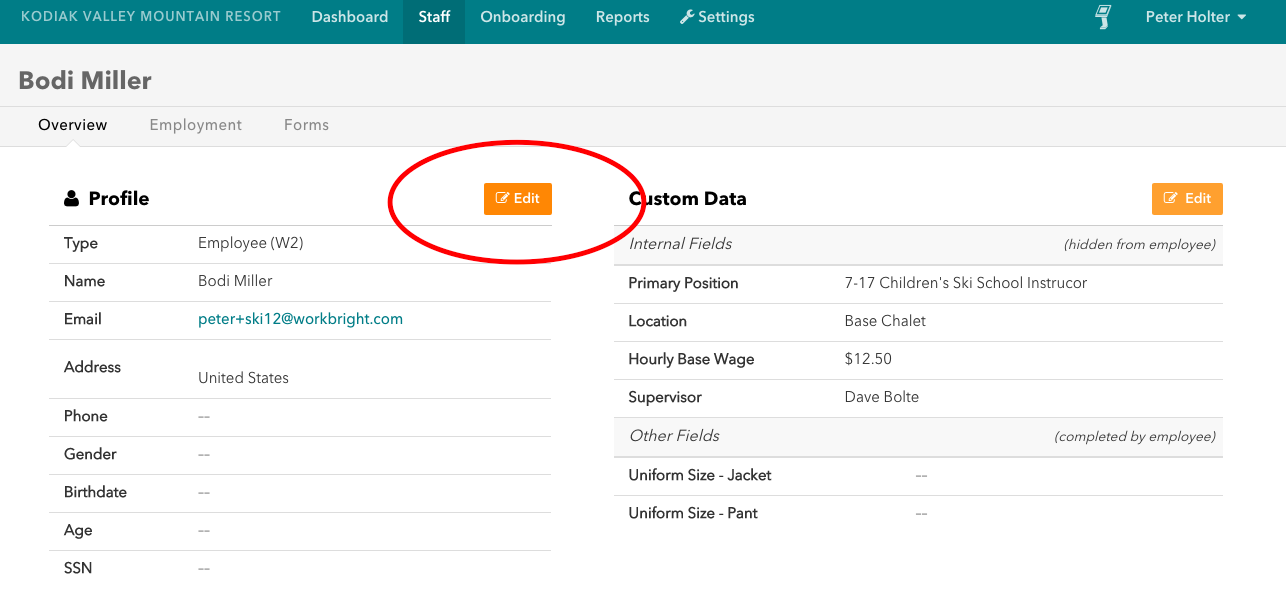 KODIAK VALLEY MOUNTAIN RESORT Dashboard Staff Onboarding Reports Settings Peter Holter
Bodi Miller
Overview Employment Forms
Profile Edit
Type Employee (W2)
Name Bodi Miller
Email peter+ski12@workbright.com
Address United States
Phone --
Gender --
Birthdate --
Age --
SSN --
Custom Data Edit
Internal Fields (hidden from employee)
Primary Position 7-17 Children's Ski School Instrucor
Location Base Chalet
Hourly Base Wage $12.50
Supervisor Dave Bolte
Other Fields (completed by employee)
Uniform Size - Jacket --
Uniform Size - Pant --